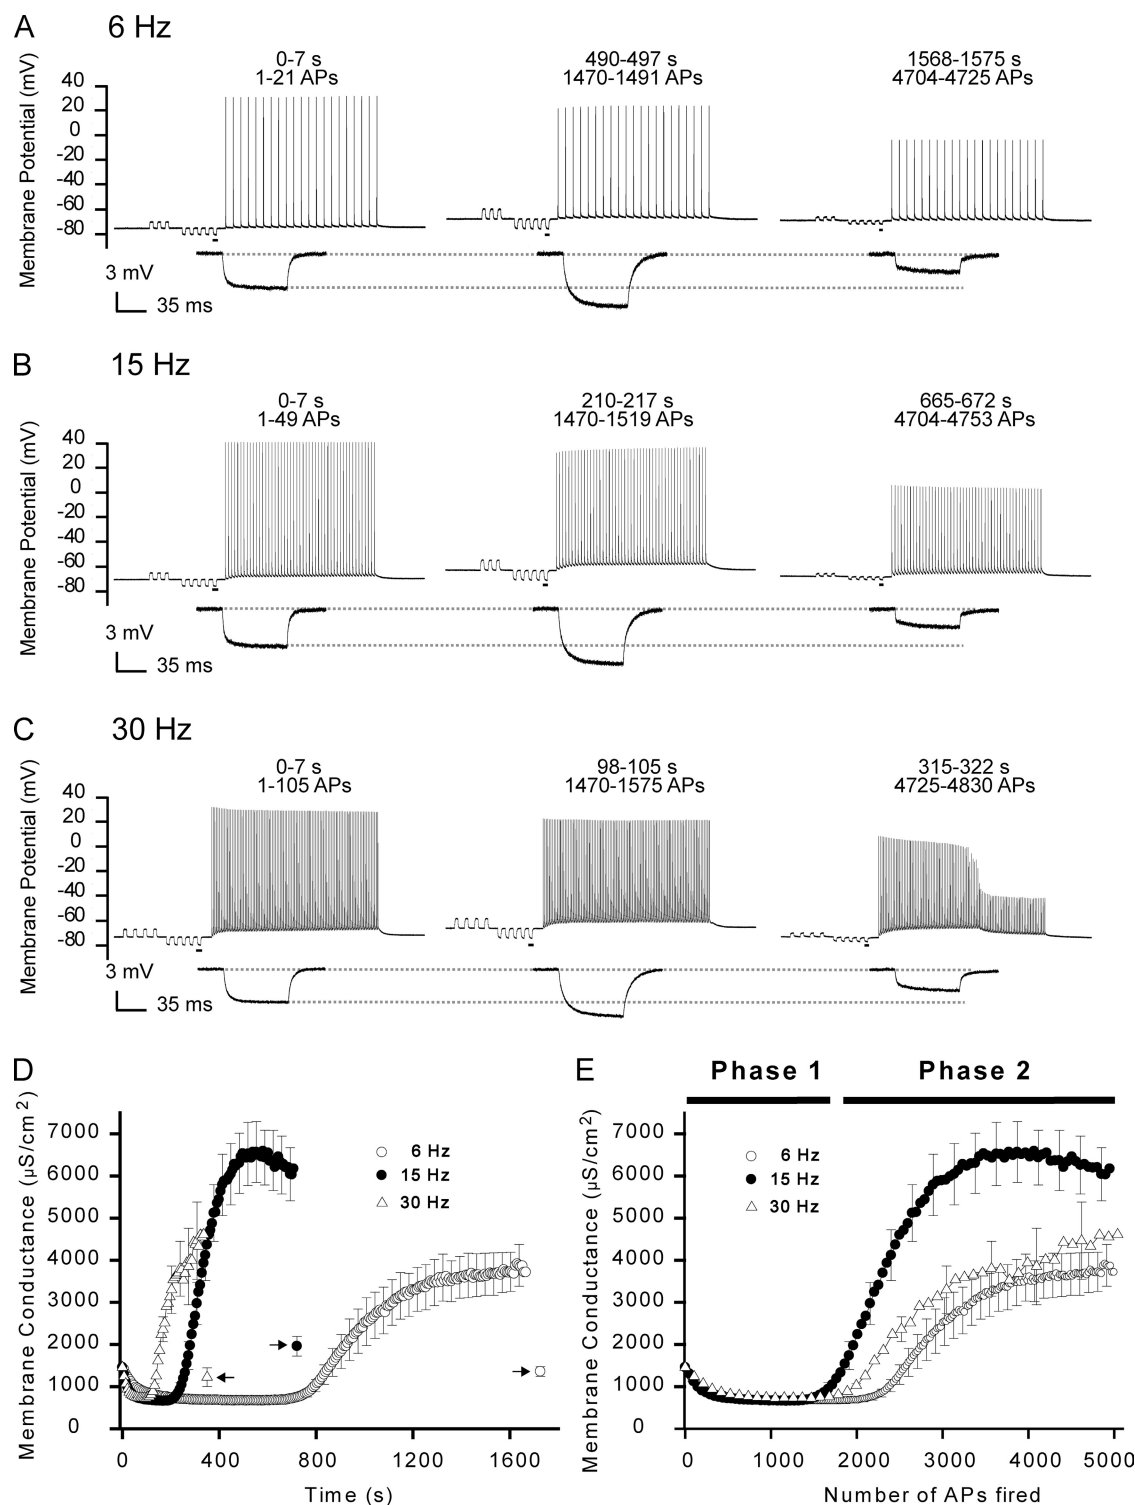 A 6 Hz
0-7 s 490-497 s 1568-1575 s
1-21 APs 1470-1491 APs 4704-4725 APs
Membrane Potential (mV)
40
20
0
-20
-40
-60
-80
3 mV
35 ms
B 15 Hz
0-7 s 210-217 s 665-672 s
1-49 APs 1470-1519 APs 4704-4753 APs
Membrane Potential (mV)
40
20
0
-20
-40
-60
-80
3 mV
35 ms
C 30 Hz
0-7 s 98-105 s 315-322 s
1-105 APs 1470-1575 APs 4725-4830 APs
Membrane Potential (mV)
40
20
0
-20
-40
-60
-80
3 mV
35 ms
D
Membrane Conductance (µS/cm²)
7000
6000
5000
4000
3000
2000
1000
0
6 Hz
15 Hz
30 Hz
0 400 800 1200 1600
Time (s)
E
Phase 1 Phase 2
Membrane Conductance (µS/cm²)
7000
6000
5000
4000
3000
2000
1000
0
6 Hz
15 Hz
30 Hz
0 1000 2000 3000 4000 5000
Number of APs fired